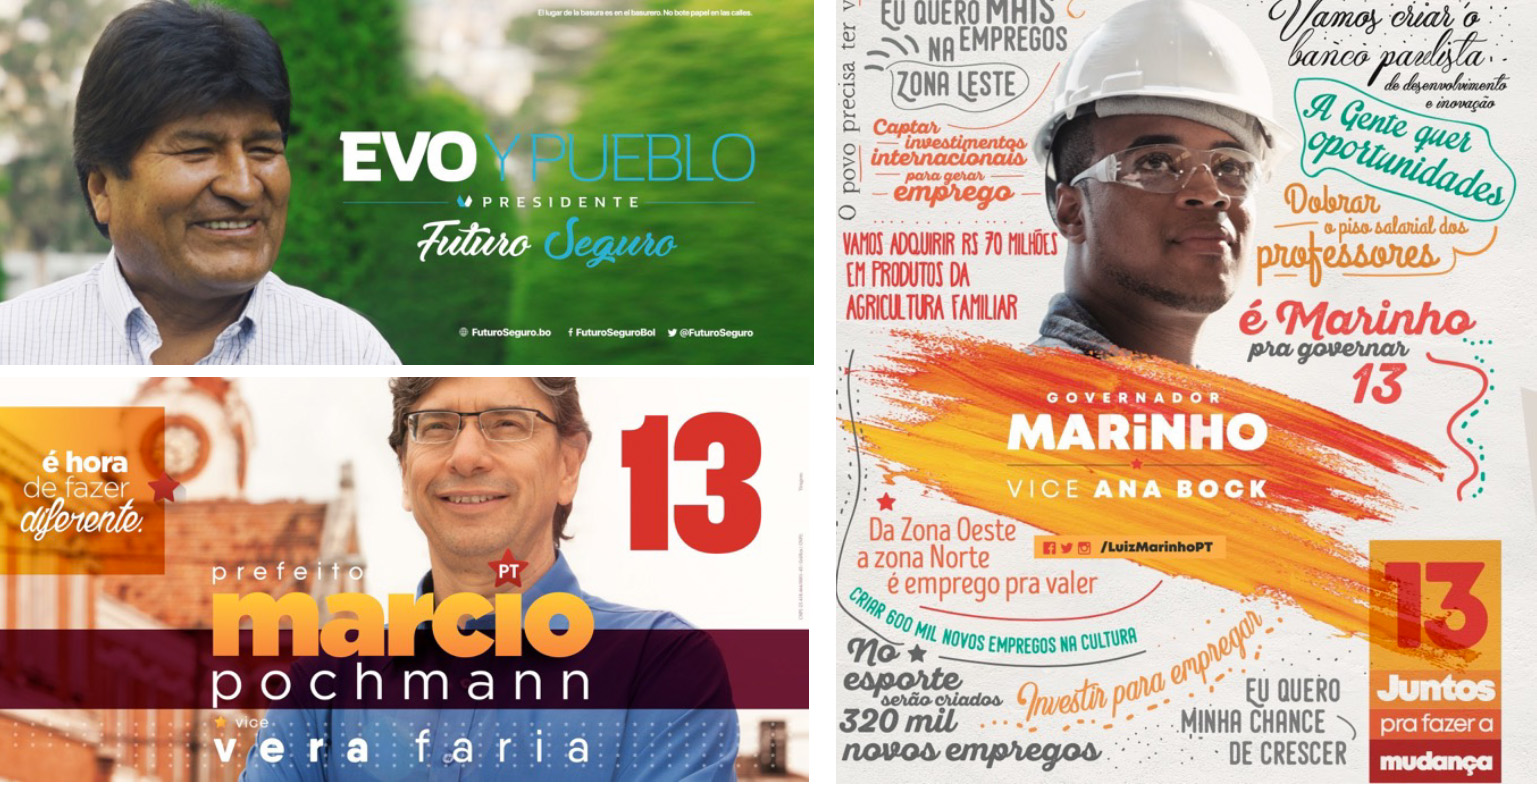 El lugar de la basura es en el basurero. No bote papel en las calles.
EVO Y PUEBLO
PRESIDENTE
Futuro Seguro
FuturoSeguro.bo FuturoSeguroBol @FuturoSeguro
é hora
de fazer
diferente.
13
prefeito
PT
marcio
pochmann
vice
vera faria
O povo precisa ter
EU QUERO MAIS
EMPREGOS
NA
ZONA LESTE
Captar
investimentos
internacionais
para gerar
emprego
VAMOS ADQUIRIR R$ 70 MILHÕES
EM PRODUTOS DA
AGRICULTURA FAMILIAR
Vamos criar o
banco paulista
de desenvolvimento
e inovação
A Gente quer
oportunidades
Dobrar
o piso salarial dos
professores
é Marinho
pra governar
13
GOVERNADOR
MARiNHO
VICE ANA BOCK
/LuizMarinhoPT
Da Zona Oeste
a zona Norte
é emprego pra valer
CRIAR 600 MIL NOVOS EMPREGOS NA CULTURA
No
esporte
serão criados
320 mil
novos empregos
Investir para empregar
EU QUERO
MINHA CHANCE
DE CRESCER
13
Juntos
pra fazer a
mudança